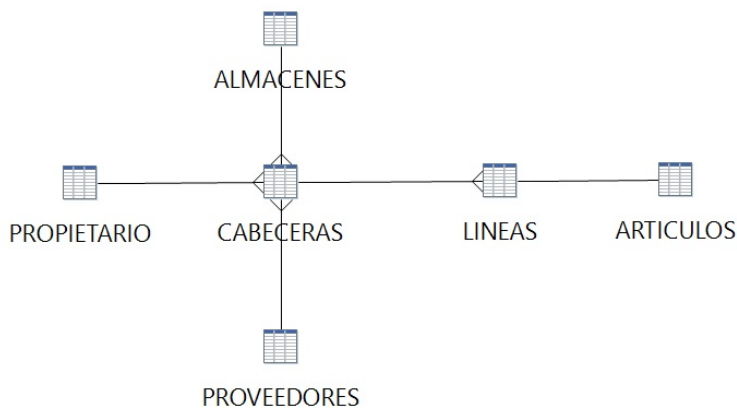 ALMACENES
PROPIETARIO
CABECERAS
LINEAS
ARTICULOS
PROVEEDORES